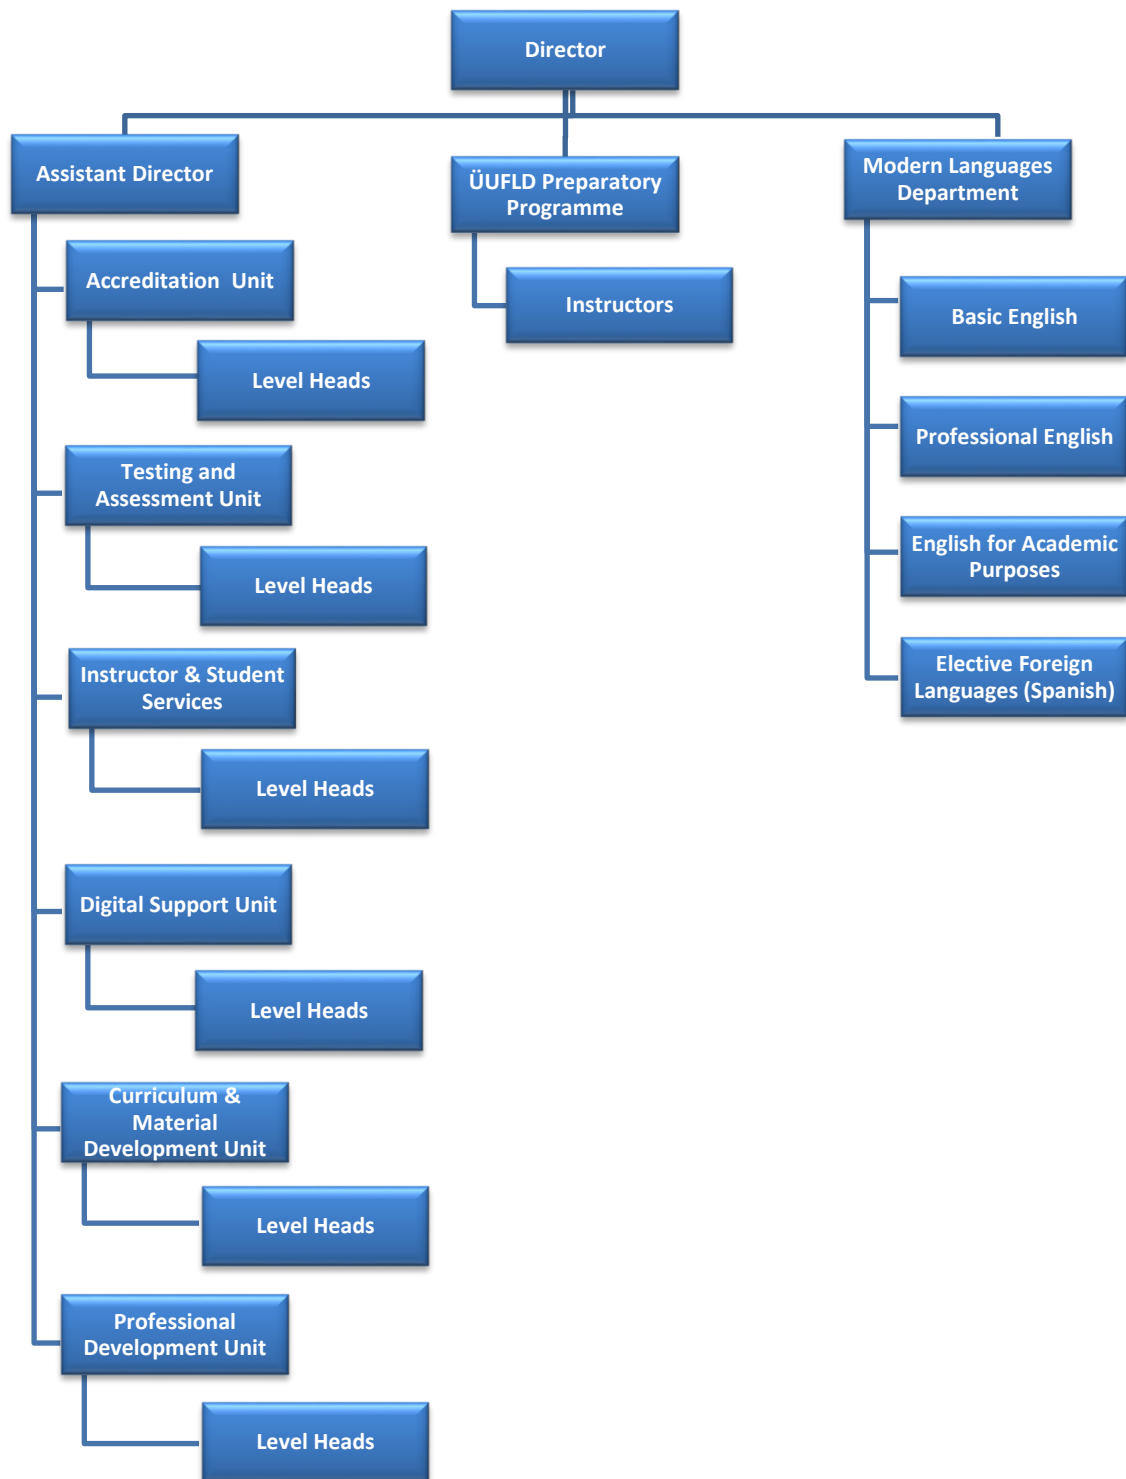 Director
Assistant Director
ÜUFLD Preparatory
Programme
Modern Languages
Department
Accreditation  Unit
Level Heads
Testing and
Assessment Unit
Level Heads
Instructor & Student
Services
Level Heads
Digital Support Unit
Level Heads
Curriculum &
Material
Development Unit
Level Heads
Professional
Development Unit
Level Heads
Instructors
Basic English
Professional English
English for Academic
Purposes
Elective Foreign
Languages (Spanish)